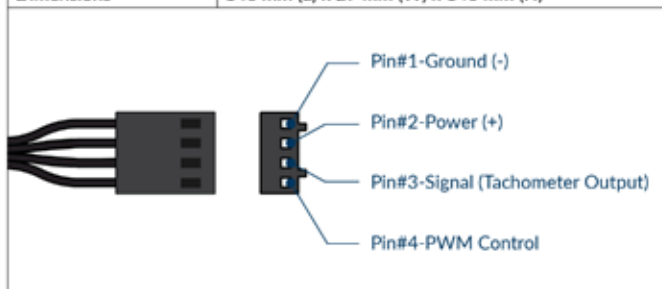 Pin#1-Ground (-)
Pin#2-Power (+)
Pin#3-Signal (Tachometer Output)
Pin#4-PWM Control